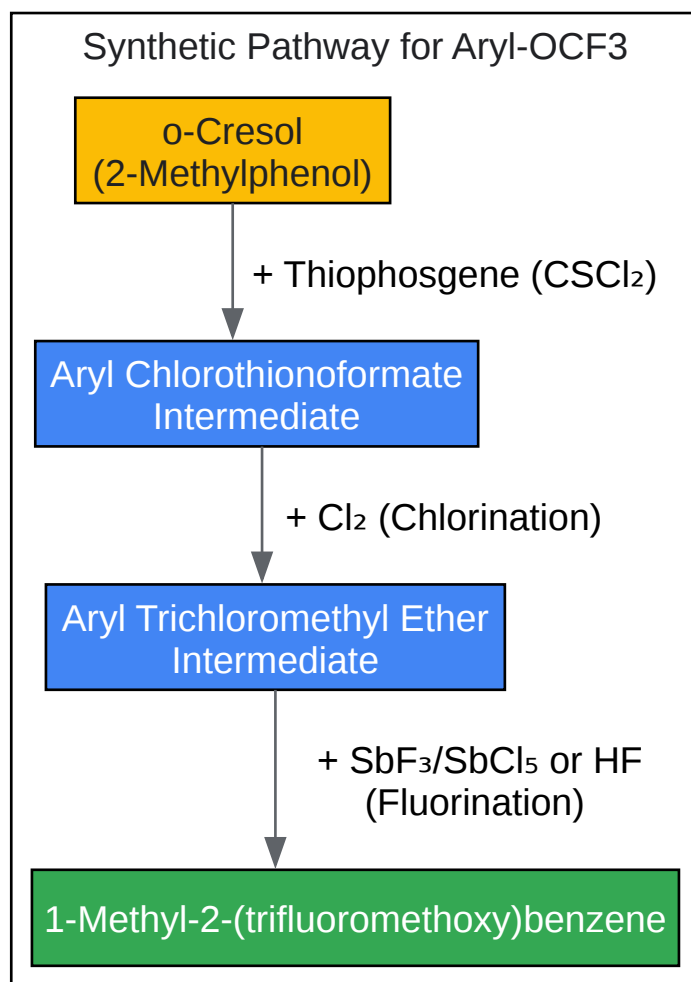 Synthetic Pathway for Aryl-OCF3
o-Cresol
(2-Methylphenol)
+ Thiophosgene (CSCl₂)
Aryl Chlorothionoformate
Intermediate
+ Cl₂ (Chlorination)
Aryl Trichloromethyl Ether
Intermediate
+ SbF₃/SbCl₅ or HF
(Fluorination)
1-Methyl-2-(trifluoromethoxy)benzene